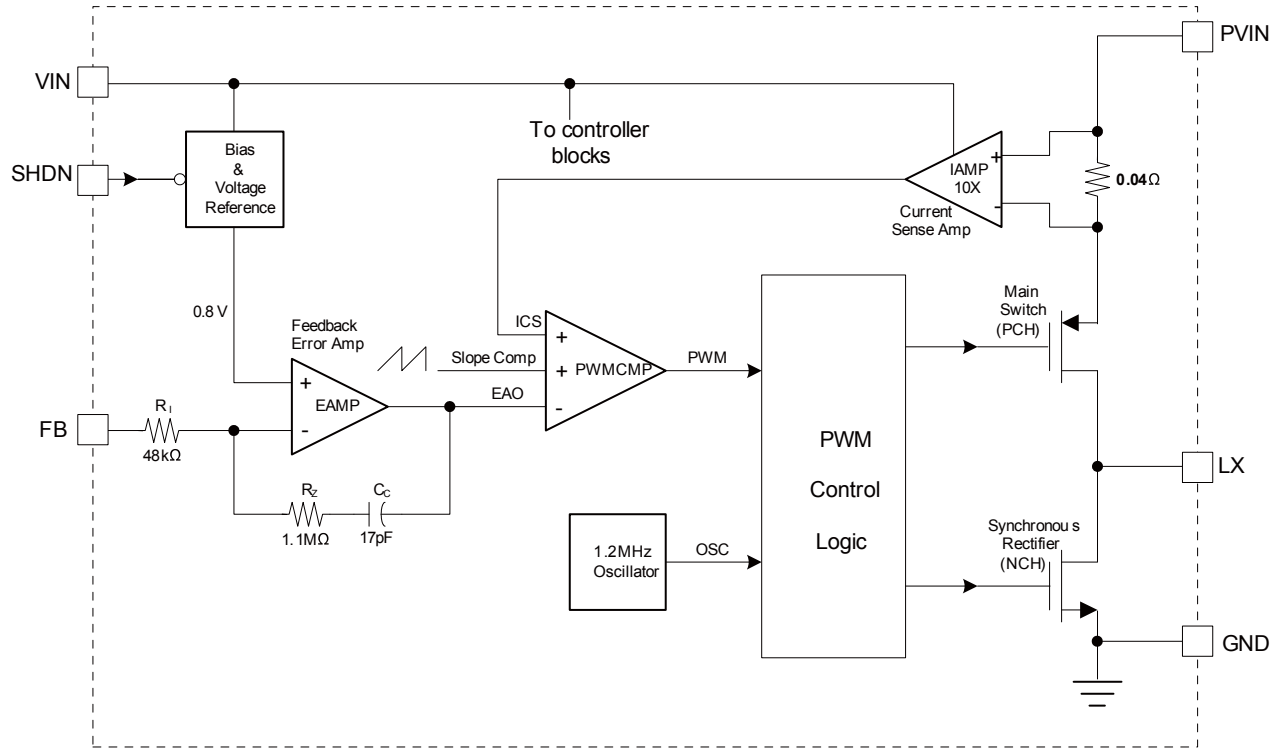 PVIN
VIN
To controller
blocks
SHDN
Bias
&
Voltage
Reference
+
IAMP
10X
-
0.04Ω
Current
Sense Amp
0.8 V
Feedback
Error Amp
ICS
+
Slope Comp
+
PWMCMP
EAO
-
PWM
Main
Switch
(PCH)
+
EAMP
-
FB
RI
48kΩ
RZ
1.1MΩ
CC
17pF
PWM
Control
Logic
LX
1.2MHz
Oscillator
OSC
Synchronou s
Rectifier
(NCH)
GND